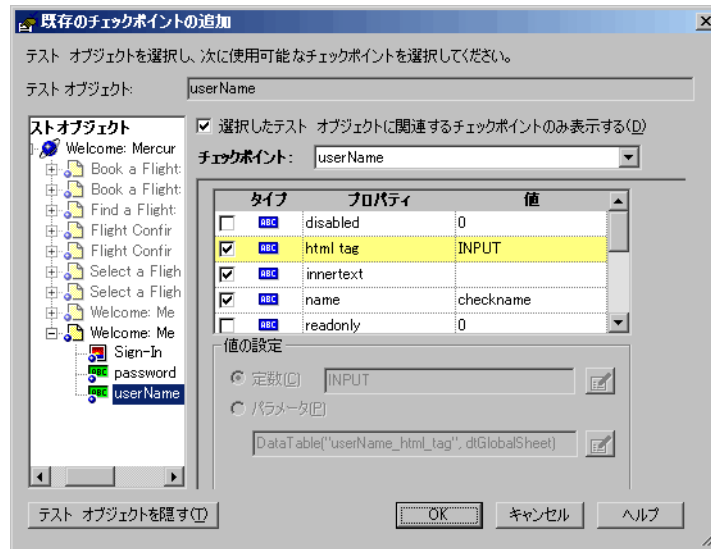 既存のチェックポイントの追加
テスト オブジェクトを選択し、次に使用可能なチェックポイントを選択してください。
テスト オブジェクト: userName
ストオブジェクト
Welcome: Mercur
Book a Flight:
Book a Flight:
Find a Flight:
Flight Confir
Flight Confir
Select a Fligh
Select a Fligh
Welcome: Me
Welcome: Me
Sign-In
password
userName
選択したテスト オブジェクトに関連するチェックポイントのみ表示する(D)
チェックポイント: userName
タイプ プロパティ 値
ABC disabled 0
ABC html tag INPUT
ABC innertext
ABC name checkname
ABC readonly 0
値の設定
定数(C) INPUT
パラメータ(P)
DataTable("userName_html_tag", dtGlobalSheet)
テスト オブジェクトを隠す(T) OK キャンセル ヘルプ